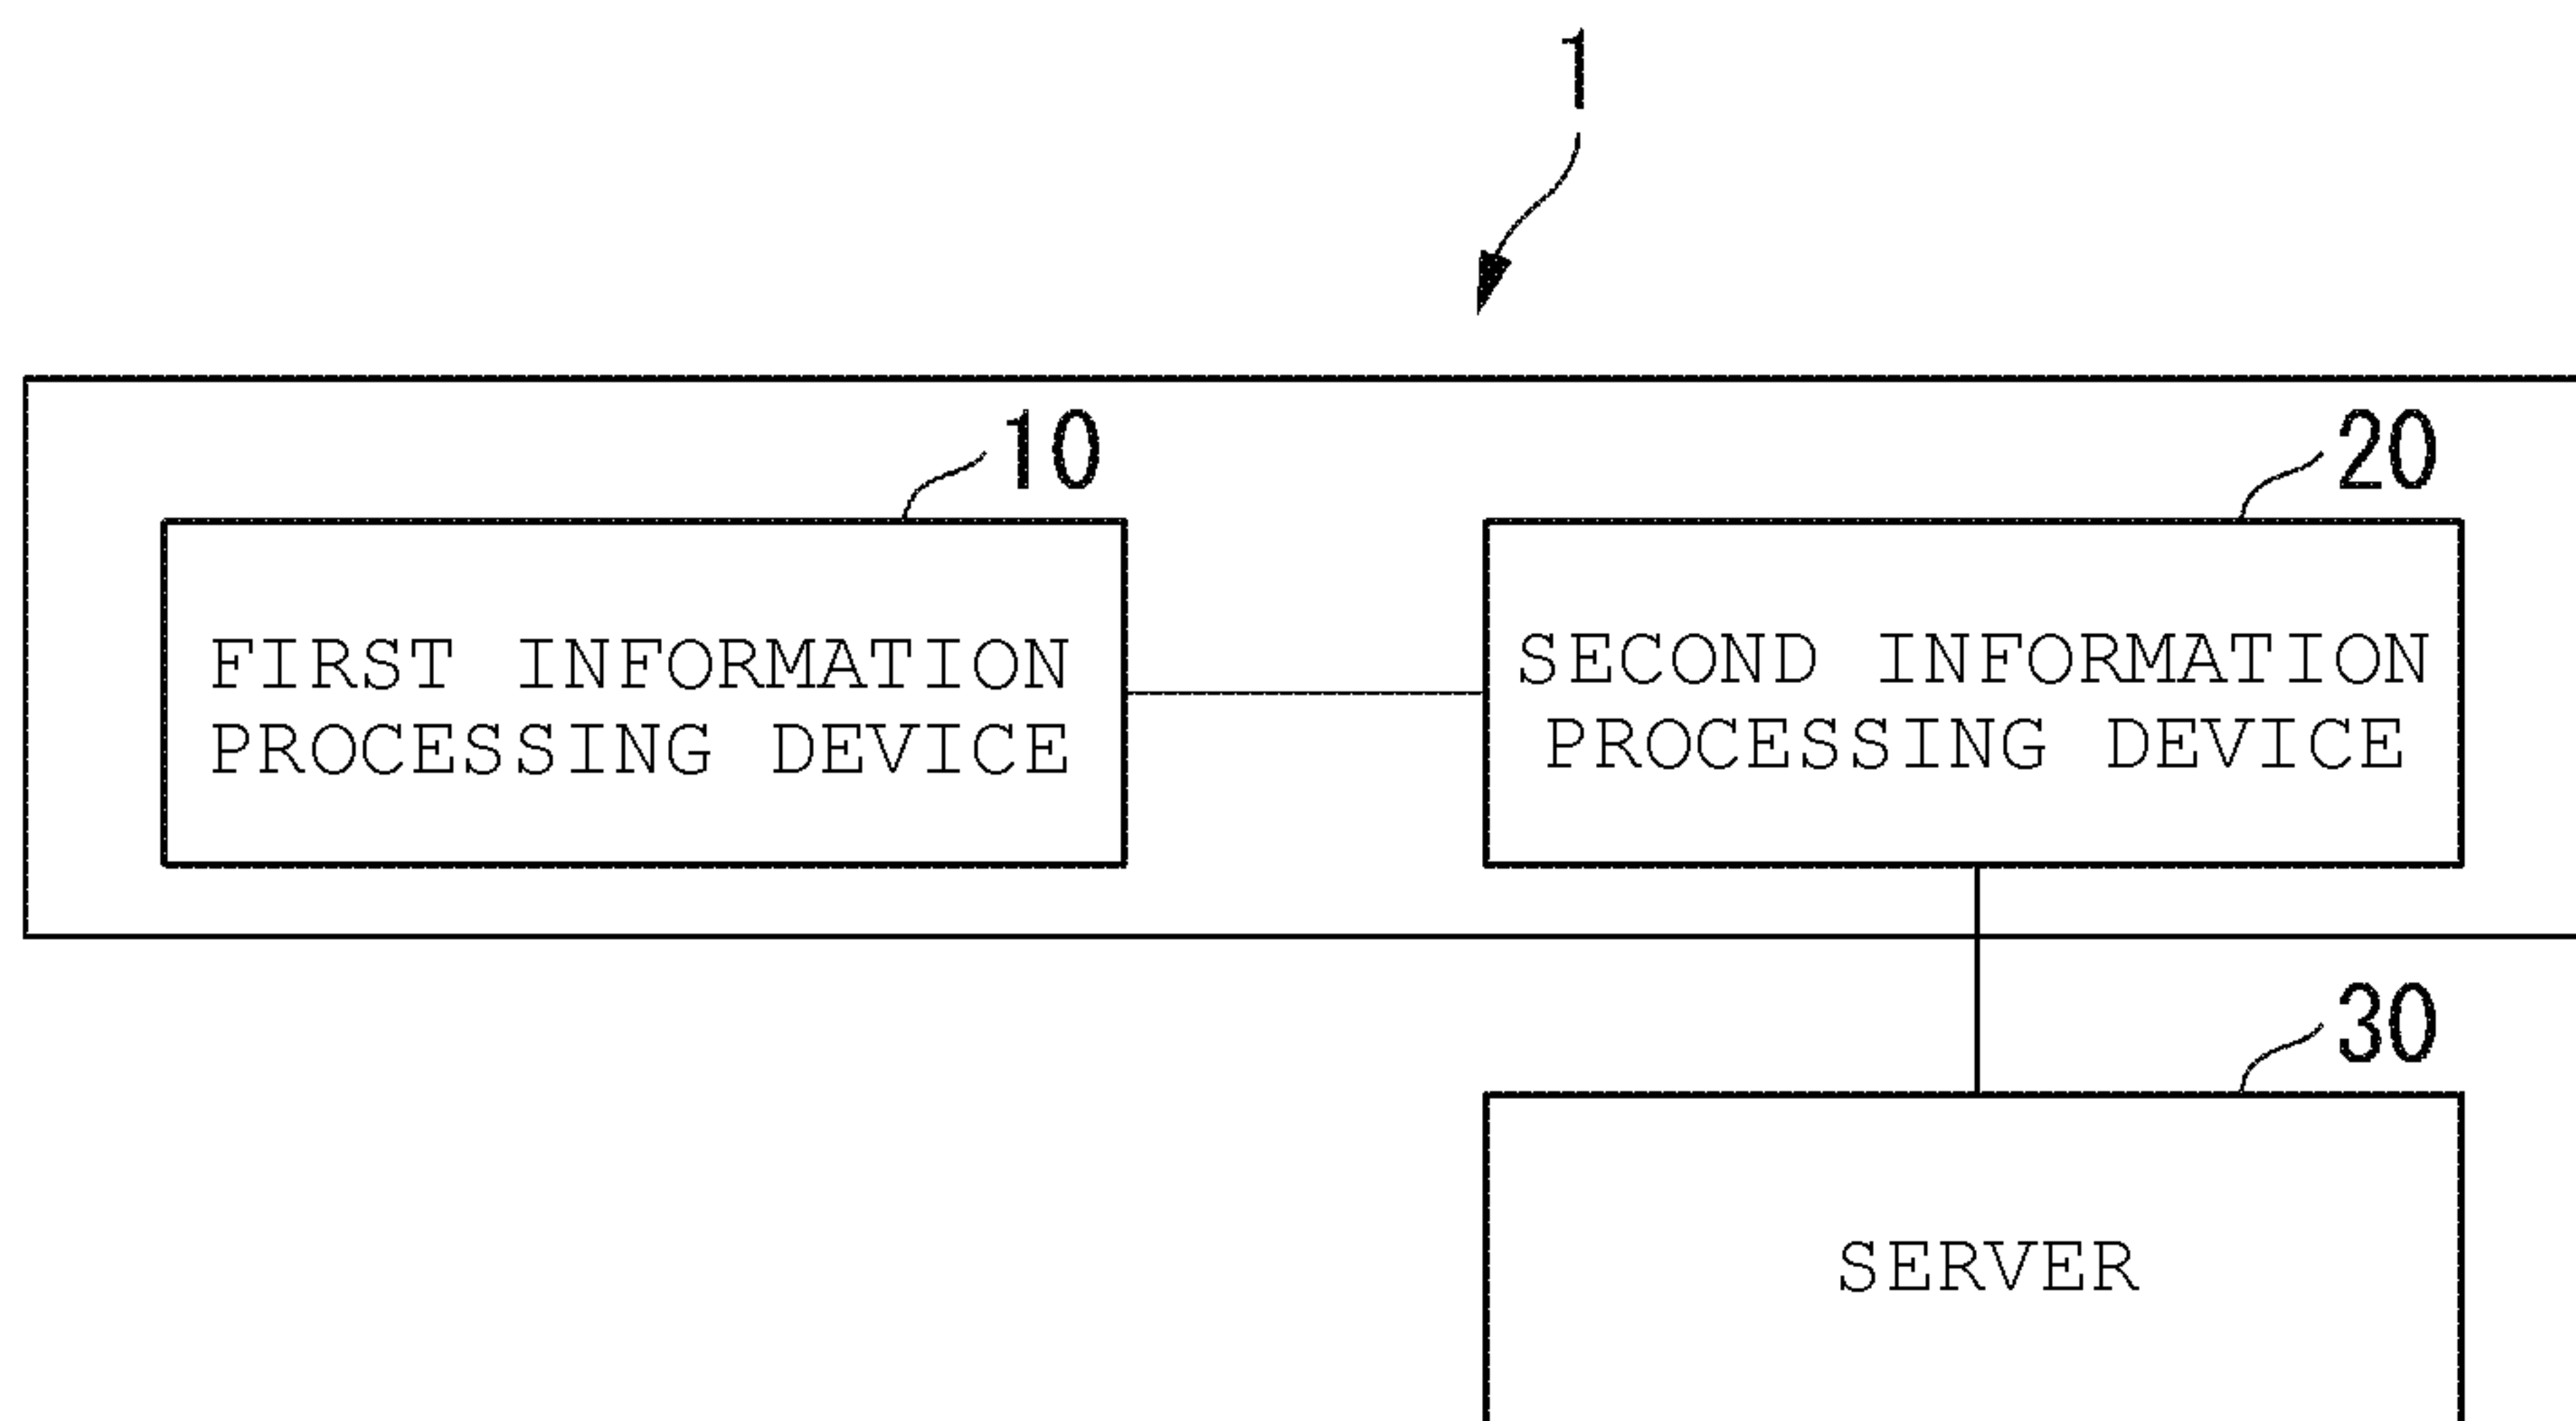 1
10
20
FIRST INFORMATION
PROCESSING DEVICE
SECOND INFORMATION
PROCESSING DEVICE
30
SERVER